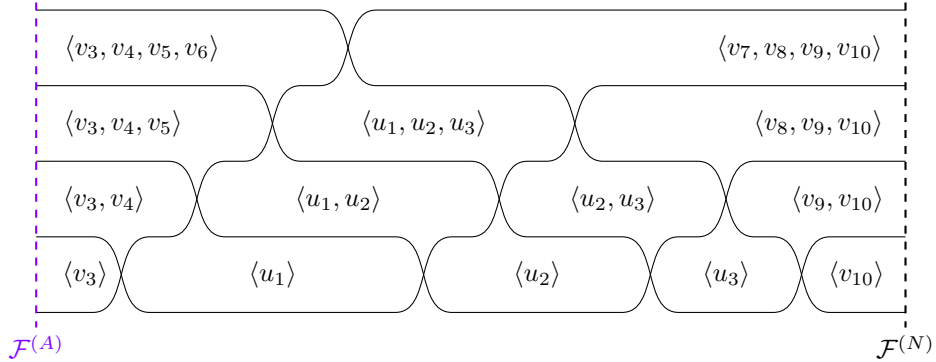 ⟨v₃, v₄, v₅, v₆⟩ ⟨v₇, v₈, v₉, v₁₀⟩
⟨v₃, v₄, v₅⟩ ⟨u₁, u₂, u₃⟩ ⟨v₈, v₉, v₁₀⟩
⟨v₃, v₄⟩ ⟨u₁, u₂⟩ ⟨u₂, u₃⟩ ⟨v₉, v₁₀⟩
⟨v₃⟩ ⟨u₁⟩ ⟨u₂⟩ ⟨u₃⟩ ⟨v₁₀⟩
ℱ⁽ᴬ⁾ ℱ⁽ᴺ⁾